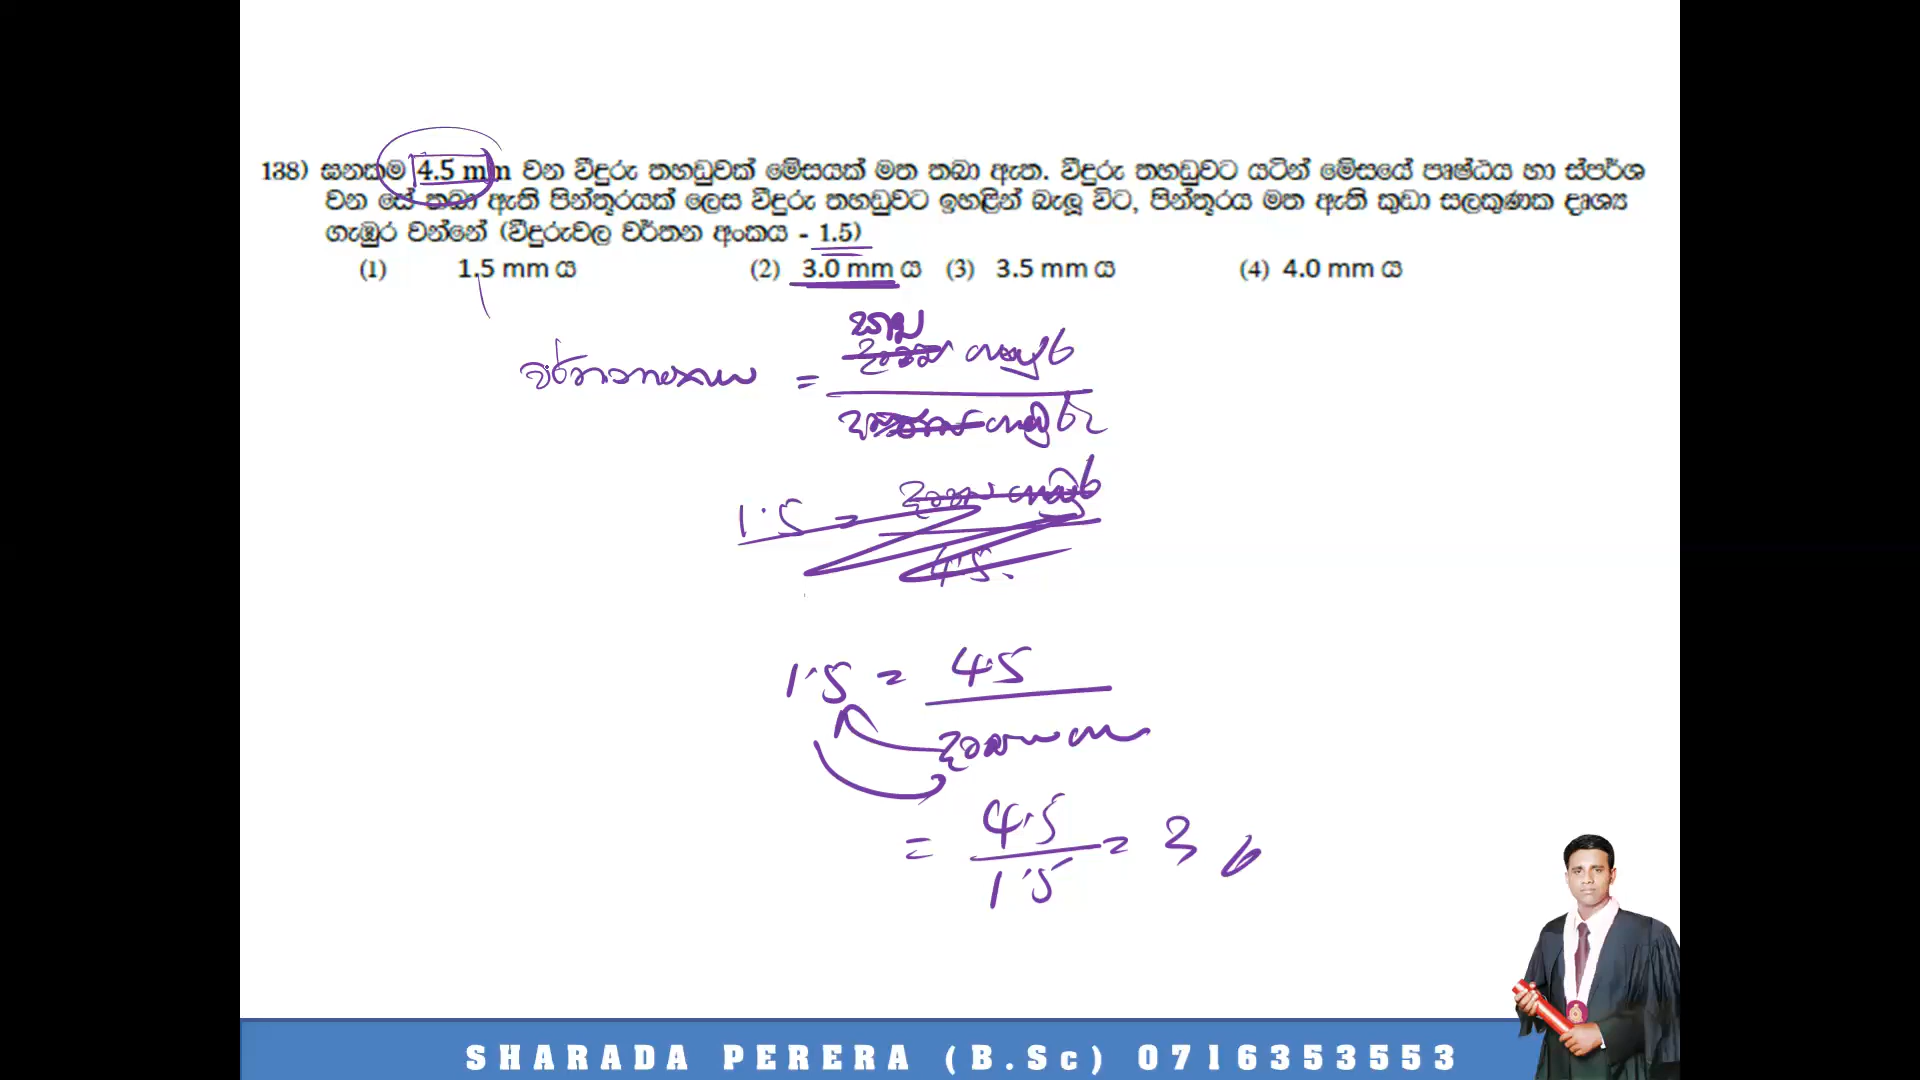 138) ඝනකම 4.5 mm වන වීදුරු තහඩුවක් මේසයක් මත තබා ඇත. වීදුරු තහඩුවට යටින් මේසයේ පෘෂ්ඨය හා ස්පර්ශ
වන සේ තබා ඇති පින්තූරයක් ලෙස වීදුරු තහඩුවට ඉහළින් බැලූ විට, පින්තූරය මත ඇති කුඩා සලකුණක දෘශ්‍ය
ගැඹුර වන්නේ (වීදුරුවල වර්තන අංකය - 1.5)
(1) 1.5 mm ය (2) 3.0 mm ය (3) 3.5 mm ය (4) 4.0 mm ය
=
1.5 =
4.5
1.5 = 4.5
= 4.5
1.5 = 3
SHARADA PERERA (B.Sc) 0716353553